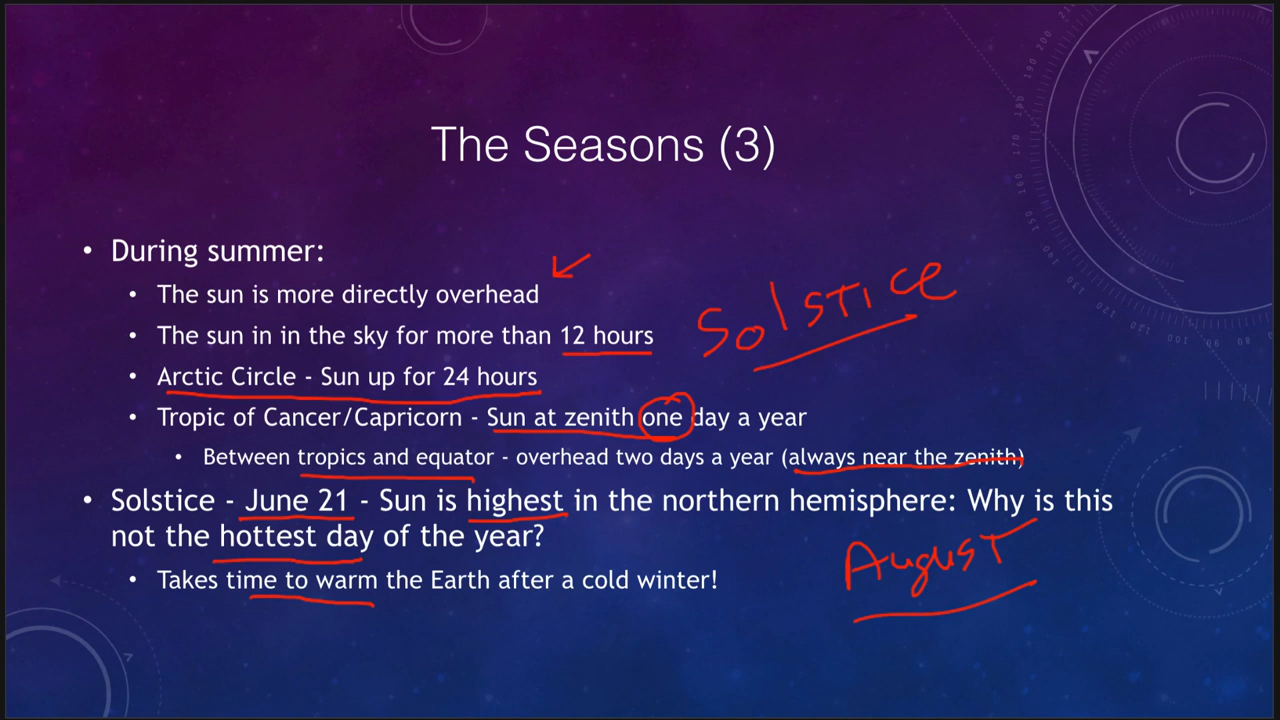 The Seasons (3)
• During summer:
• The sun is more directly overhead
Solstice
• The sun in in the sky for more than 12 hours
• Arctic Circle - Sun up for 24 hours
• Tropic of Cancer/Capricorn - Sun at zenith one day a year
• Between tropics and equator - overhead two days a year (always near the zenith)
• Solstice - June 21 - Sun is highest in the northern hemisphere: Why is this
not the hottest day of the year?
August
• Takes time to warm the Earth after a cold winter!